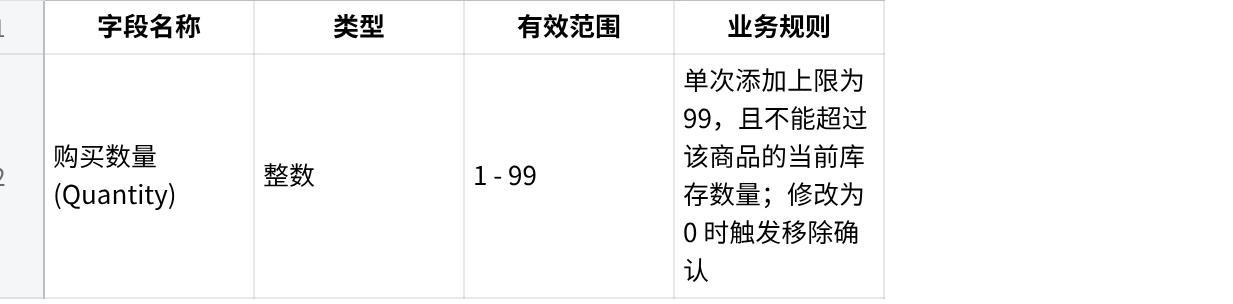 字段名称 类型 有效范围 业务规则
购买数量
(Quantity)
整数
1 - 99
单次添加上限为
99，且不能超过
该商品的当前库
存数量；修改为
0 时触发移除确
认